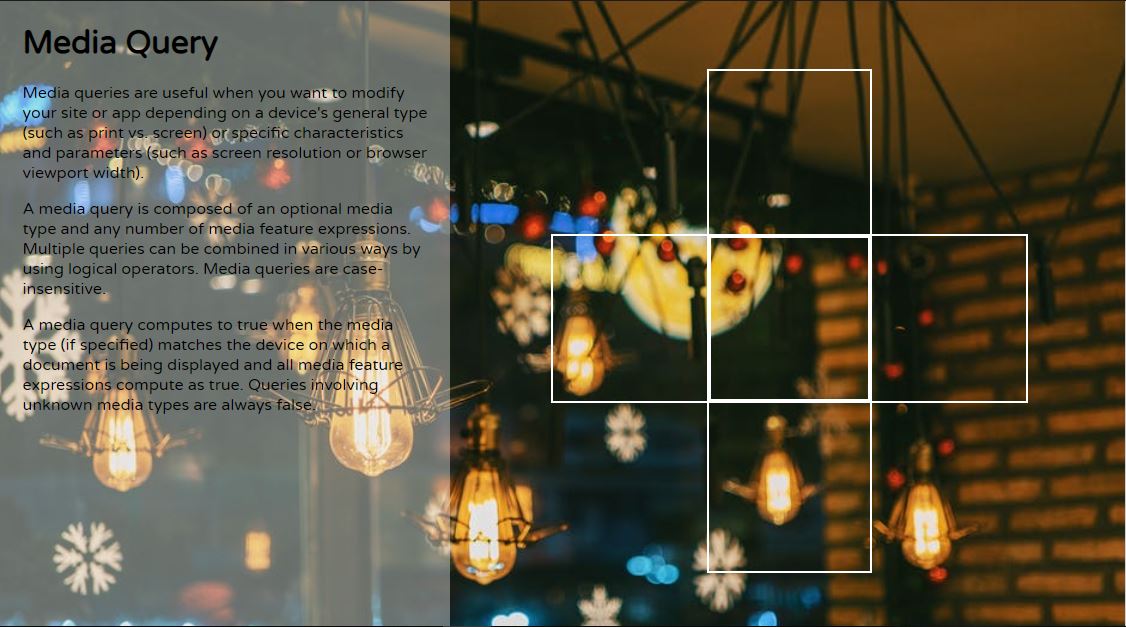 Media Query
Media queries are useful when you want to modify
your site or app depending on a device's general type
(such as print vs. screen) or specific characteristics
and parameters (such as screen resolution or browser
viewport width).
A media query is composed of an optional media
type and any number of media feature expressions.
Multiple queries can be combined in various ways by
using logical operators. Media queries are case-
insensitive.
A media query computes to true when the media
type (if specified) matches the device on which a
document is being displayed and all media feature
expressions compute as true. Queries involving
unknown media types are always false.